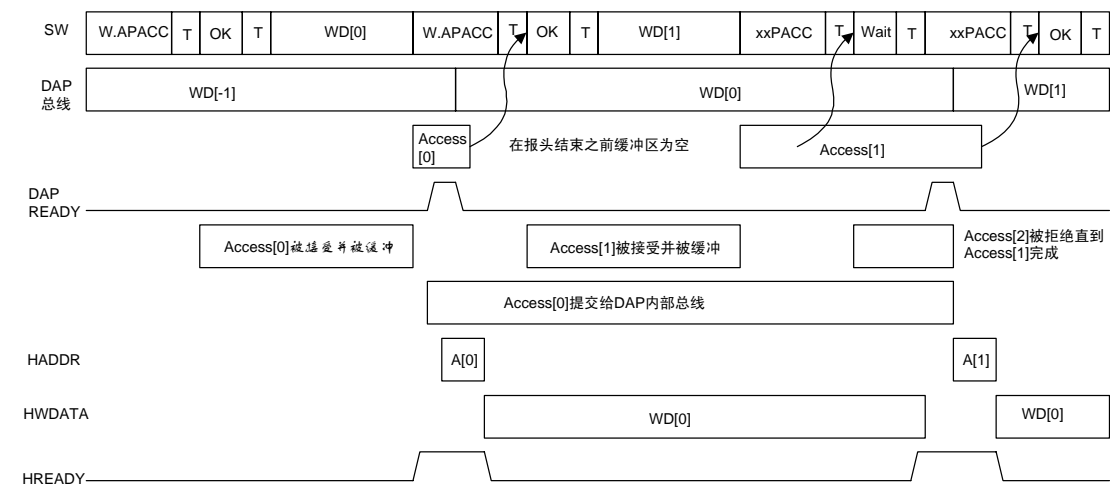 SW W.APACC T OK T WD[0] W.APACC T OK T WD[1] xxPACC T Wait T xxPACC T OK T
DAP
总线
WD[-1] WD[0] WD[1]
Access
[0]
在报头结束之前缓冲区为空
Access[1]
DAP
READY
Access[0]被接受并被缓冲
Access[1]被接受并被缓冲
Access[2]被拒绝直到
Access[1]完成
Access[0]提交给DAP内部总线
HADDR A[0] A[1]
HWDATA WD[0] WD[0]
HREADY